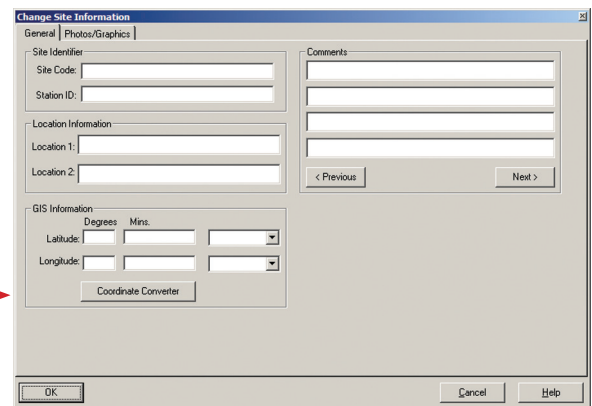 Change Site Information
General Photos/Graphics
Site Identifier
Site Code:
Station ID:
Location Information
Location 1:
Location 2:
GIS Information
Degrees Mins.
Latitude:
Longitude:
Coordinate Converter
Comments
< Previous Next >
OK Cancel Help